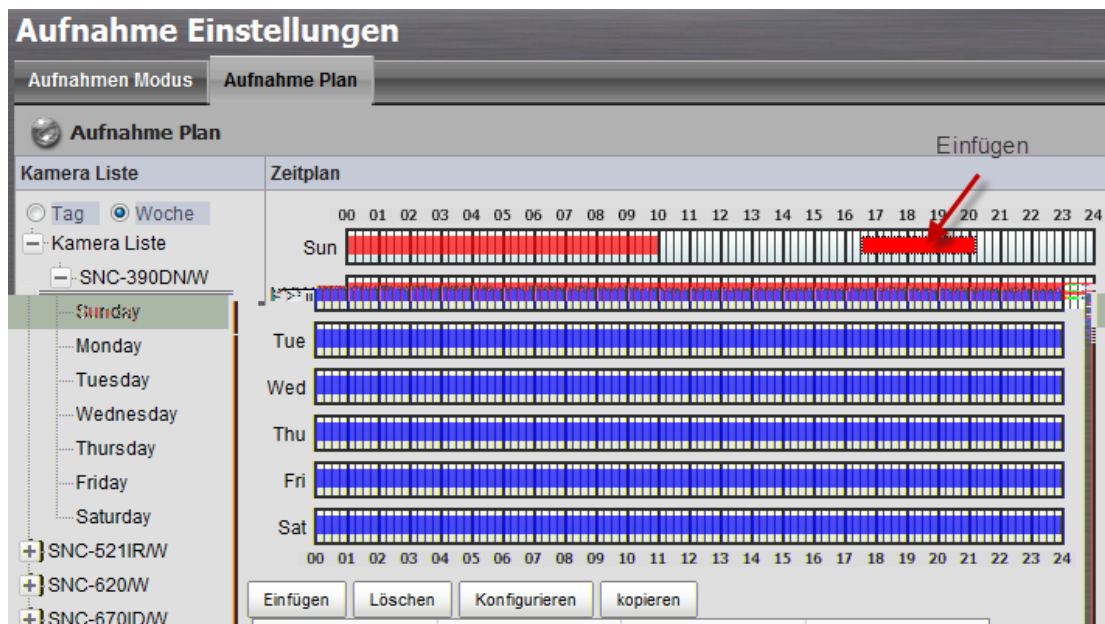 Aufnahme Einstellungen
Aufnahmen Modus Aufnahme Plan
Aufnahme Plan
Einfügen
Kamera Liste Zeitplan
Tag Woche
00 01 02 03 04 05 06 07 08 09 10 11 12 13 14 15 16 17 18 19 20 21 22 23 24
Kamera Liste
Sun
SNC-390DN/W
Sunday
Monday
Tue
Tuesday
Wed
Wednesday
Thu
Thursday
Fri
Friday
Saturday
Sat
SNC-521IR/W
00 01 02 03 04 05 06 07 08 09 10 11 12 13 14 15 16 17 18 19 20 21 22 23 24
SNC-620/W
Einfügen Löschen Konfigurieren kopieren
SNC-670ID/W